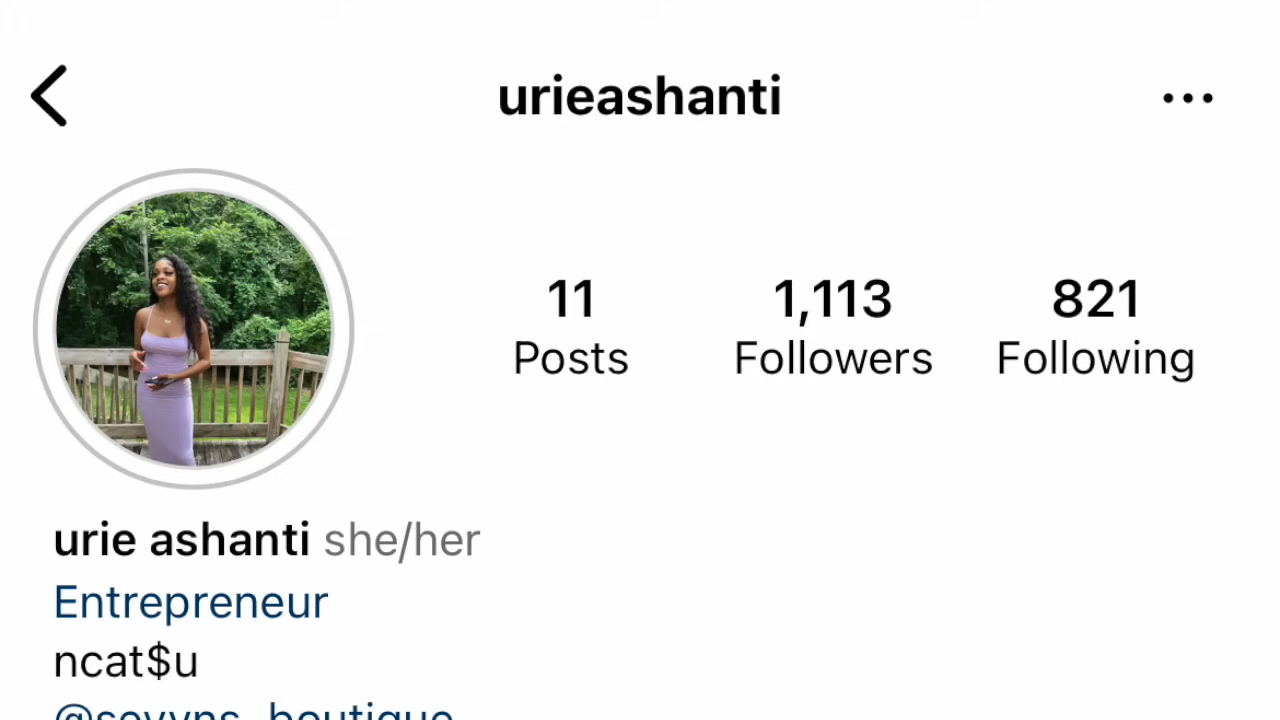 urieashanti
11 1,113 821
Posts Followers Following
urie ashanti she/her
Entrepreneur
ncat$u